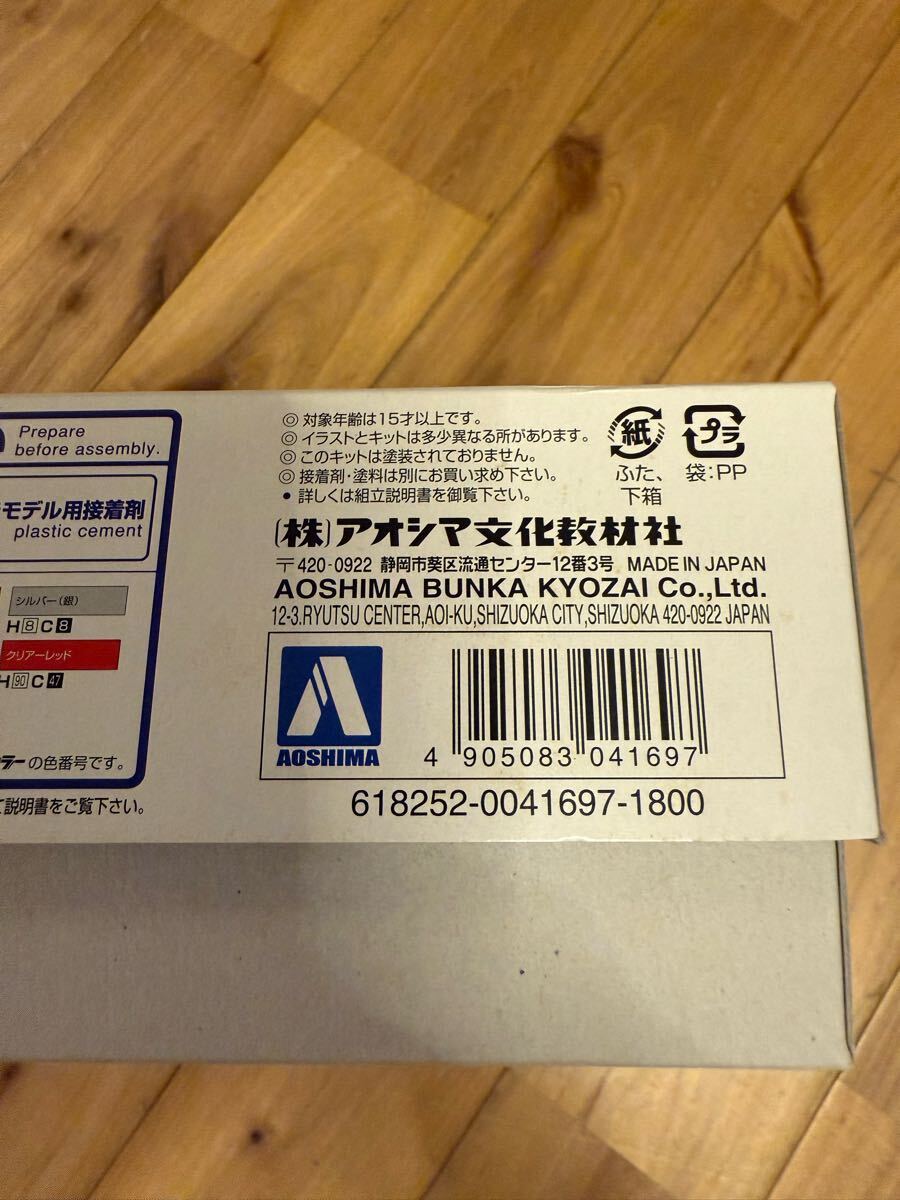 Prepare
before assembly.
モデル用接着剤
plastic cement
シルバー(銀)
H 8 C 8
クリアーレッド
H 90 C 47
ラーの色番号です。
説明書をご覧下さい。
◎ 対象年齢は15才以上です。
◎ イラストとキットは多少異なる所があります。
◎ このキットは塗装されておりません。
◎ 接着剤・塗料は別にお買い求め下さい。
• 詳しくは組立説明書を御覧下さい。
紙
ふた、
下箱
プラ
袋:PP
(株)アオシマ文化教材社
〒420-0922 静岡市葵区流通センター12番3号 MADE IN JAPAN
AOSHIMA BUNKA KYOZAI Co.,Ltd.
12-3.RYUTSU CENTER,AOI-KU,SHIZUOKA CITY,SHIZUOKA 420-0922 JAPAN
AOSHIMA
4 905083 041697
618252-0041697-1800